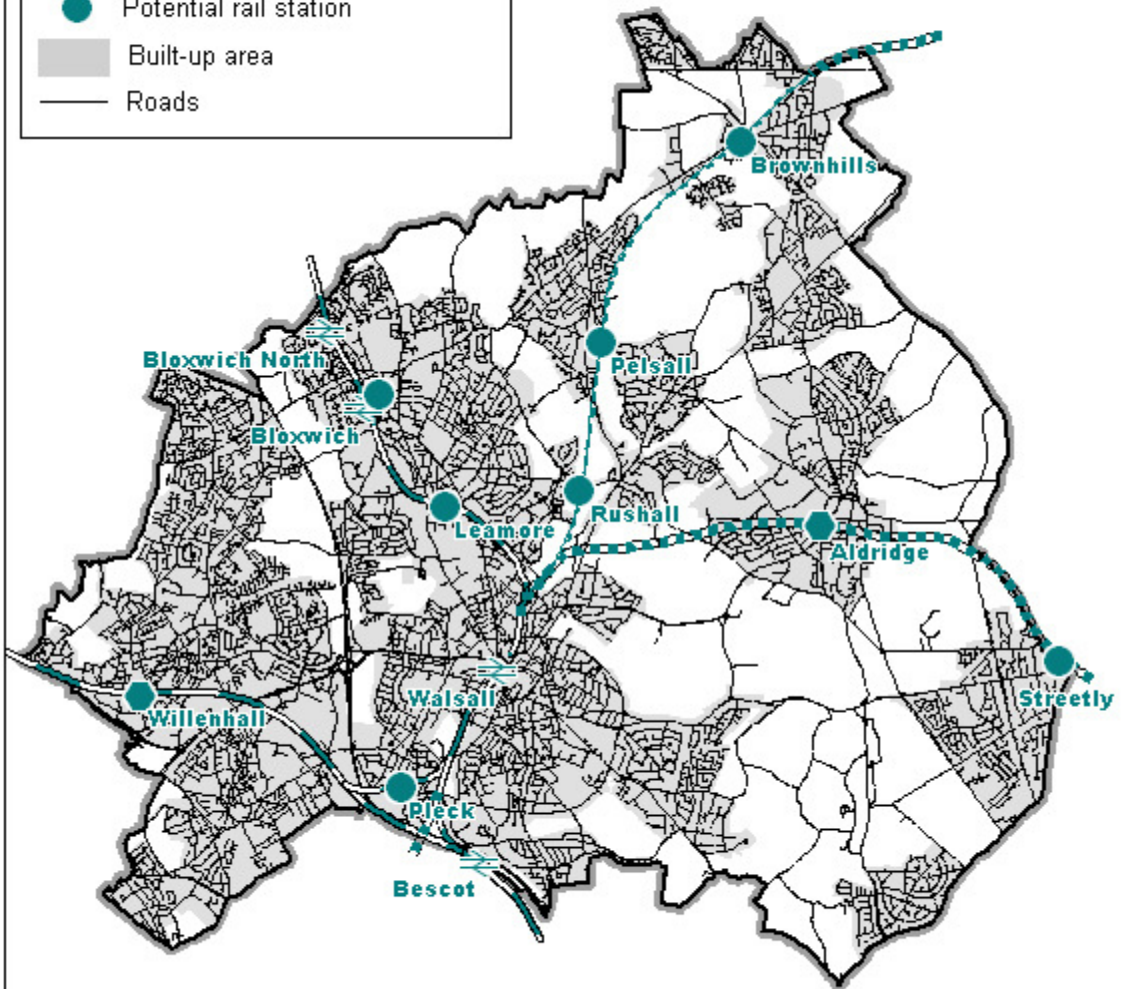 Potential rail station
Built-up area
Roads
Brownhills
Bloxwich North
Pelsall
Bloxwich
Rushall
Leamore
Aldridge
Walsall
Streetly
Willenhall
Pleck
Bescot